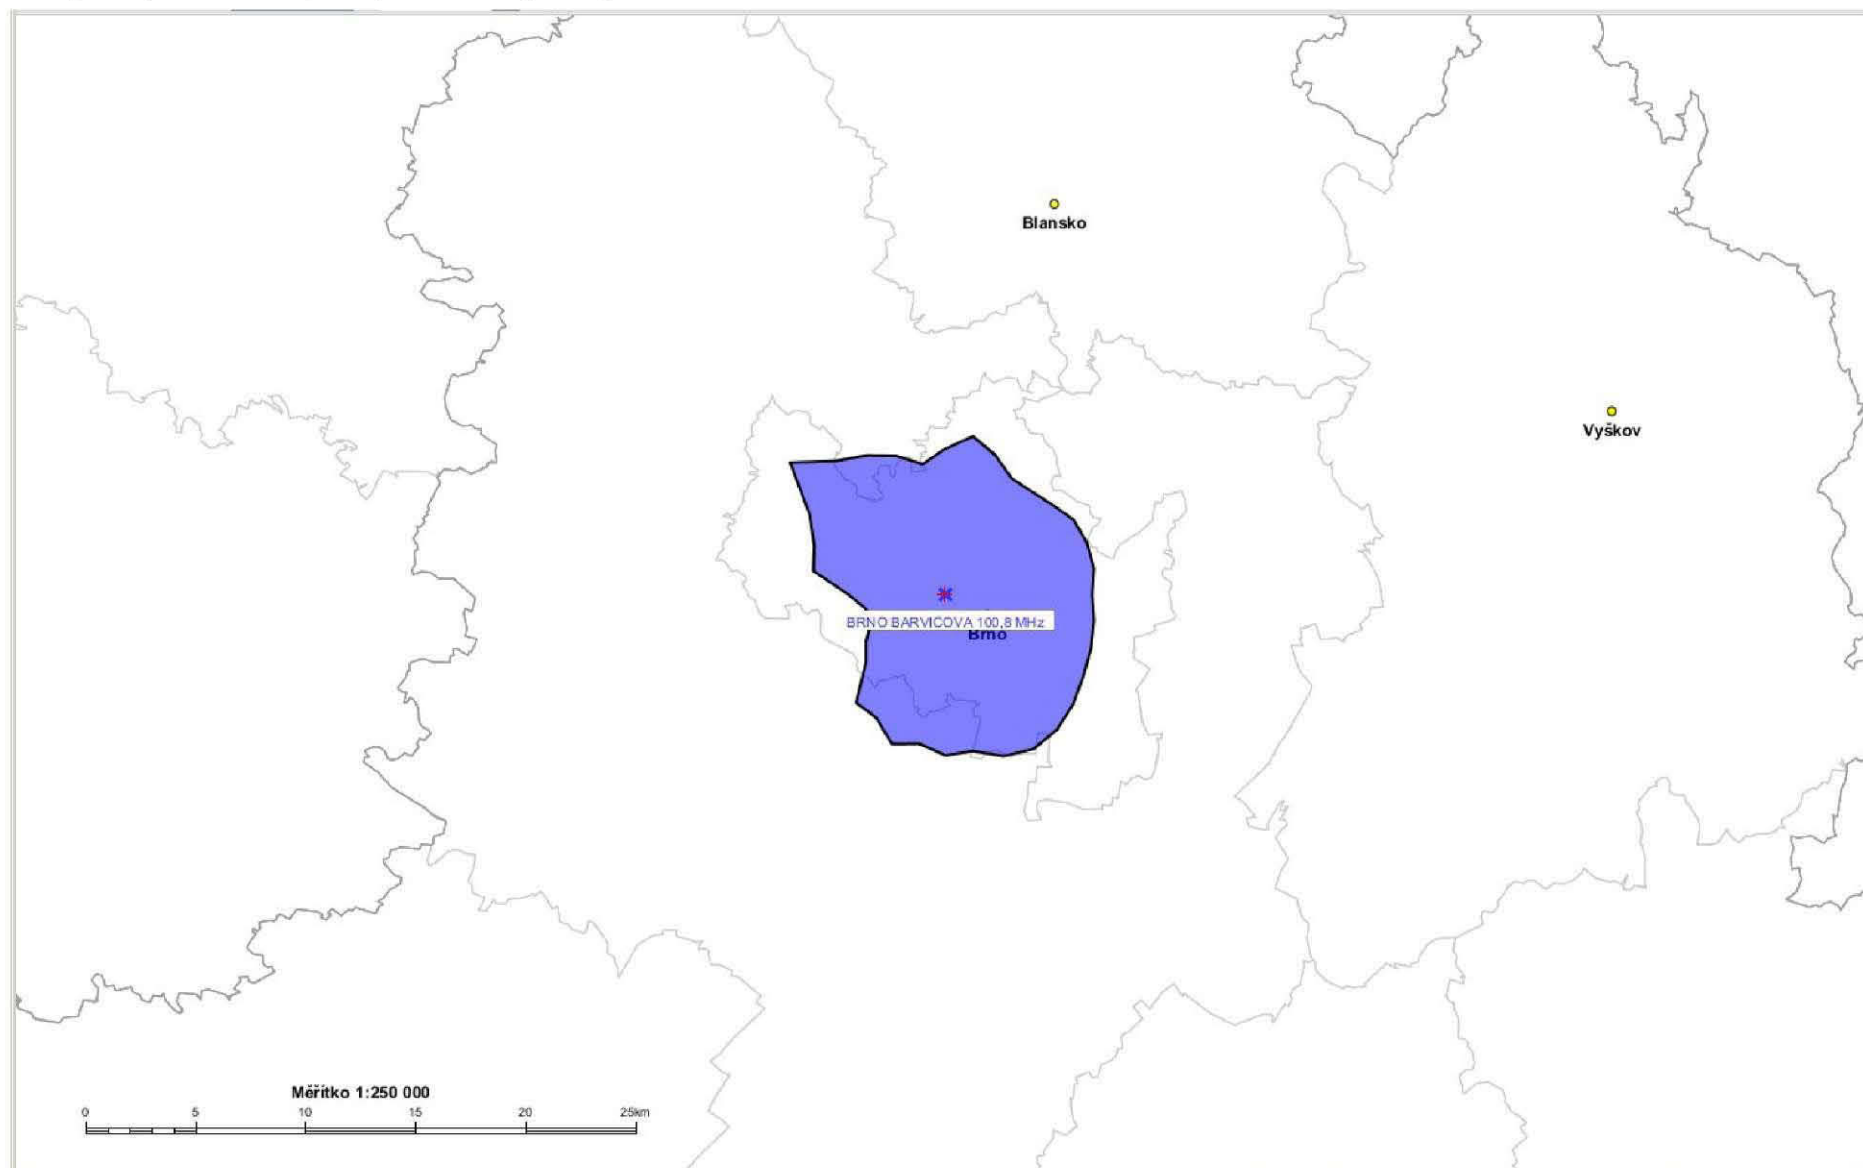 Blansko
Vyškov
BRNO BARVICOVA 100,8 MHz
Brno
Měřítko 1:250 000
0 5 10 15 20 25km